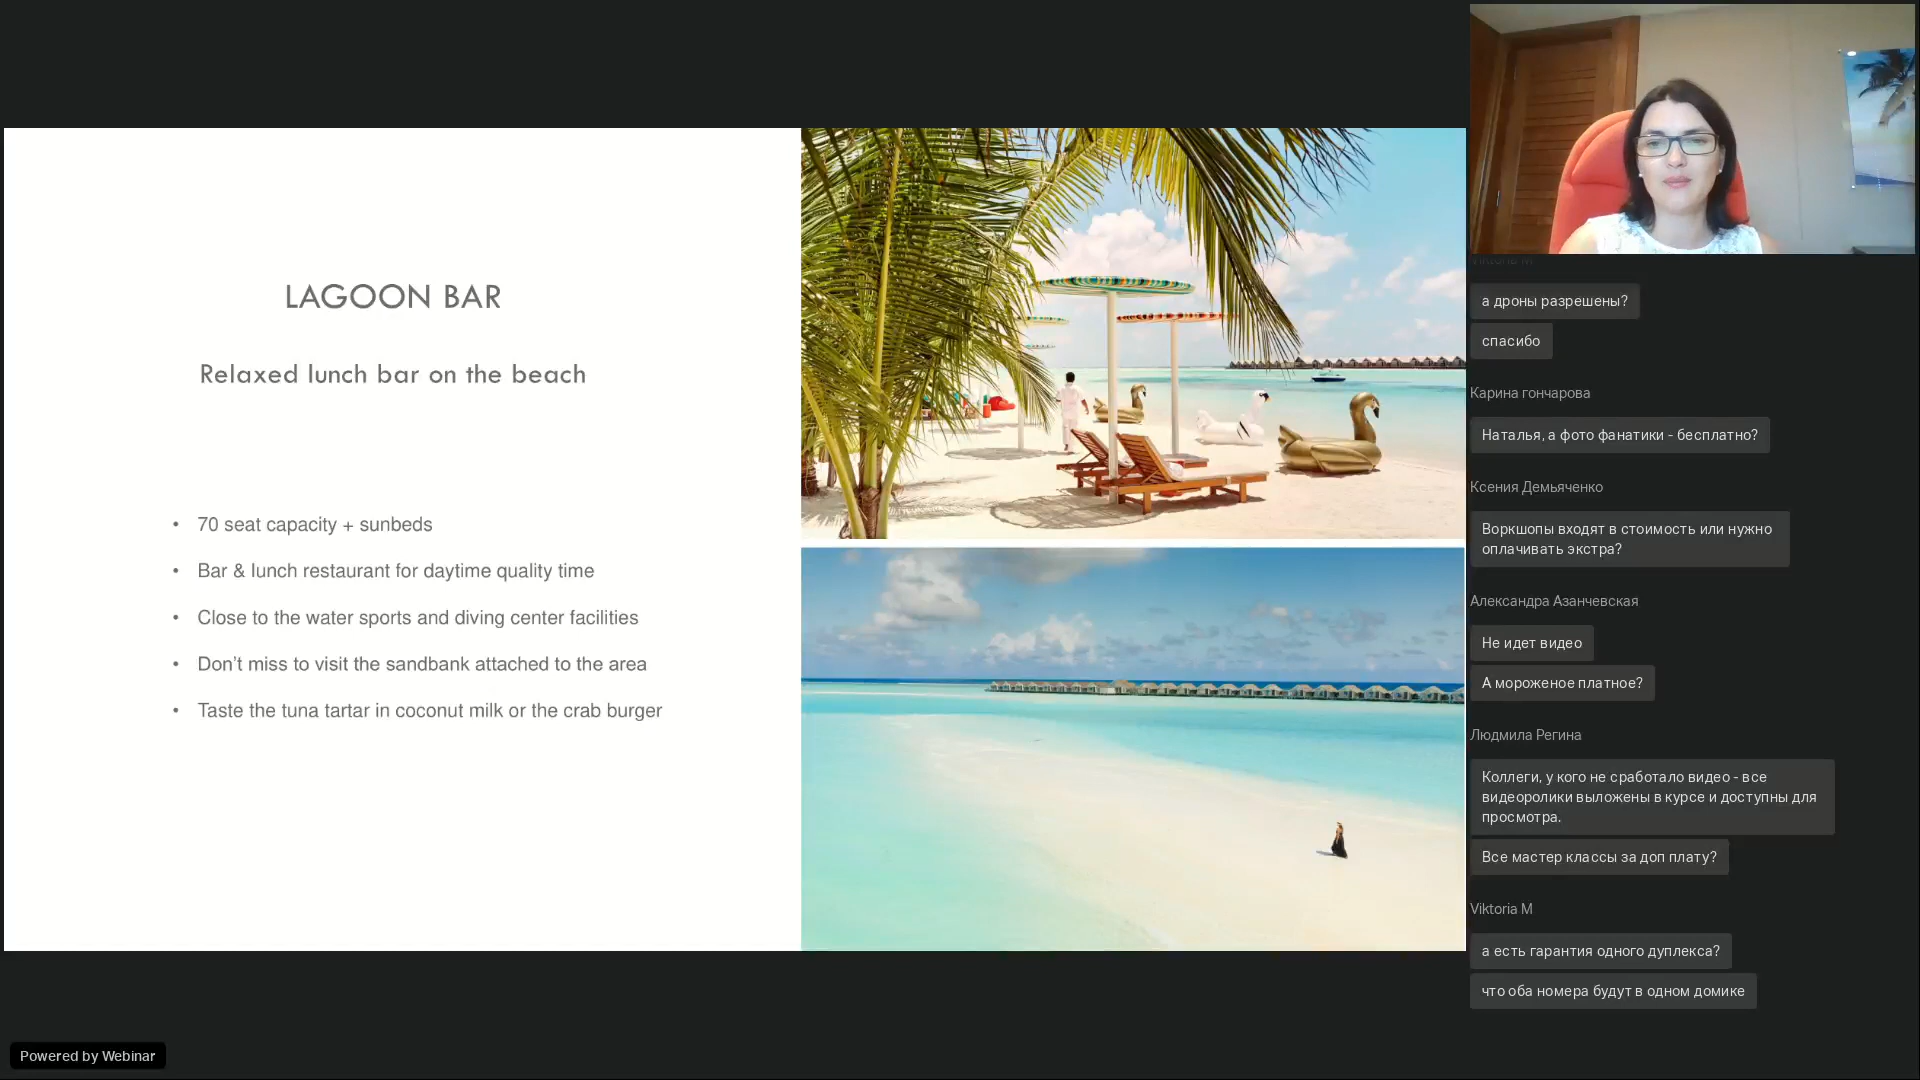 LAGOON BAR
Relaxed lunch bar on the beach
• 70 seat capacity + sunbeds
• Bar & lunch restaurant for daytime quality time
• Close to the water sports and diving center facilities
• Don’t miss to visit the sandbank attached to the area
• Taste the tuna tartar in coconut milk or the crab burger
Viktoria M
а дроны разрешены?
спасибо
Карина гончарова
Наталья, а фото фанатики - бесплатно?
Ксения Демьяченко
Воркшопы входят в стоимость или нужно
оплачивать экстра?
Александра Азанчевская
Не идет видео
А мороженое платное?
Людмила Регина
Коллеги, у кого не сработало видео - все
видеоролики выложены в курсе и доступны для
просмотра.
Все мастер классы за доп плату?
Viktoria M
а есть гарантия одного дуплекса?
что оба номера будут в одном домике
Powered by Webinar